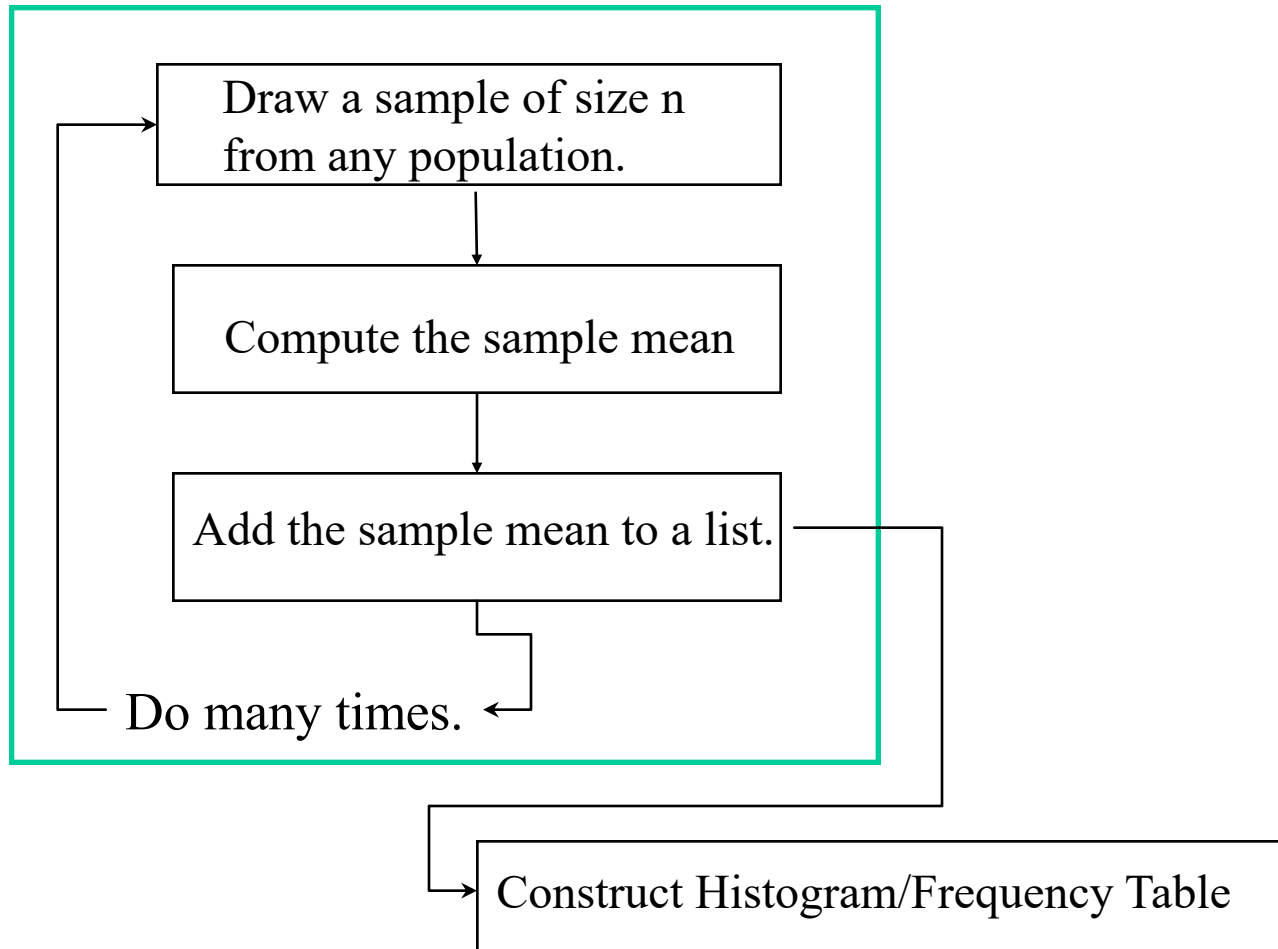 Draw a sample of size n
from any population.
Compute the sample mean
Add the sample mean to a list.
Do many times.
Construct Histogram/Frequency Table